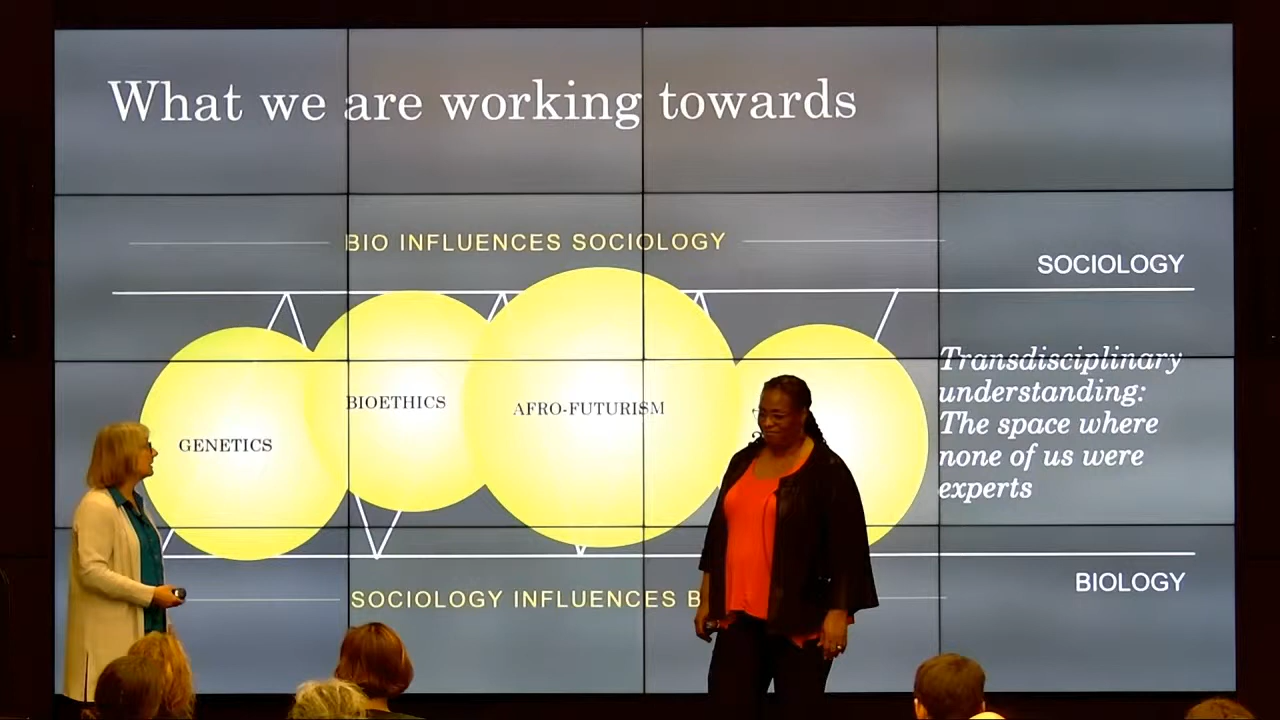 What we are working towards
BIO INFLUENCES SOCIOLOGY
SOCIOLOGY
GENETICS
BIOETHICS
AFRO-FUTURISM
Transdisciplinary
understanding:
The space where
none of us were
experts
SOCIOLOGY INFLUENCES
BIOLOGY